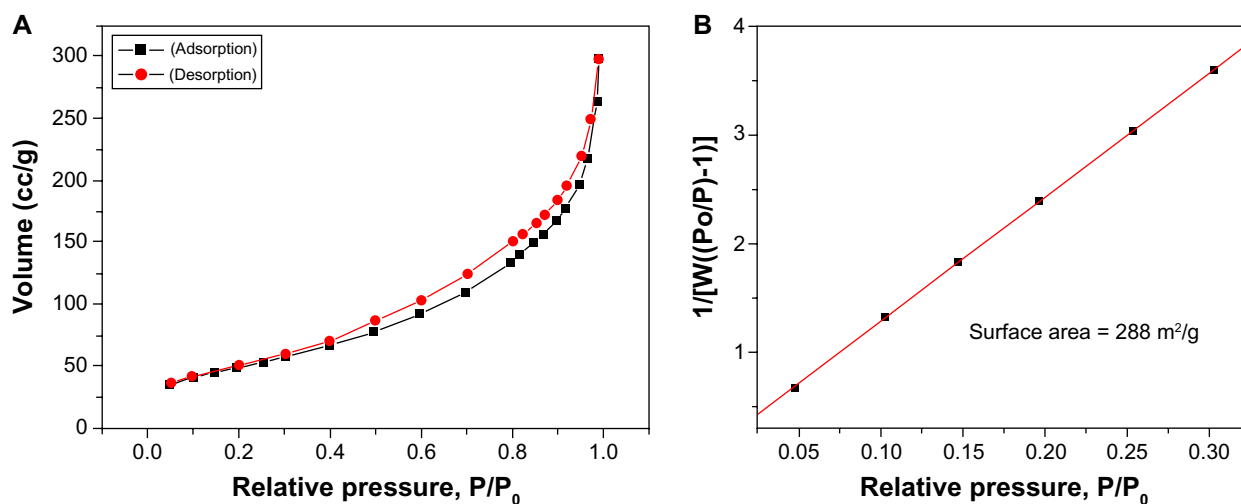 A
(Adsorption)
(Desorption)
300
250
200
150
100
50
0
Volume (cc/g)
0.0 0.2 0.4 0.6 0.8 1.0
Relative pressure, P/P0
B
4
3
2
1
1/[W((Po/P)-1)]
Surface area = 288 m²/g
0.05 0.10 0.15 0.20 0.25 0.30
Relative pressure, P/P0